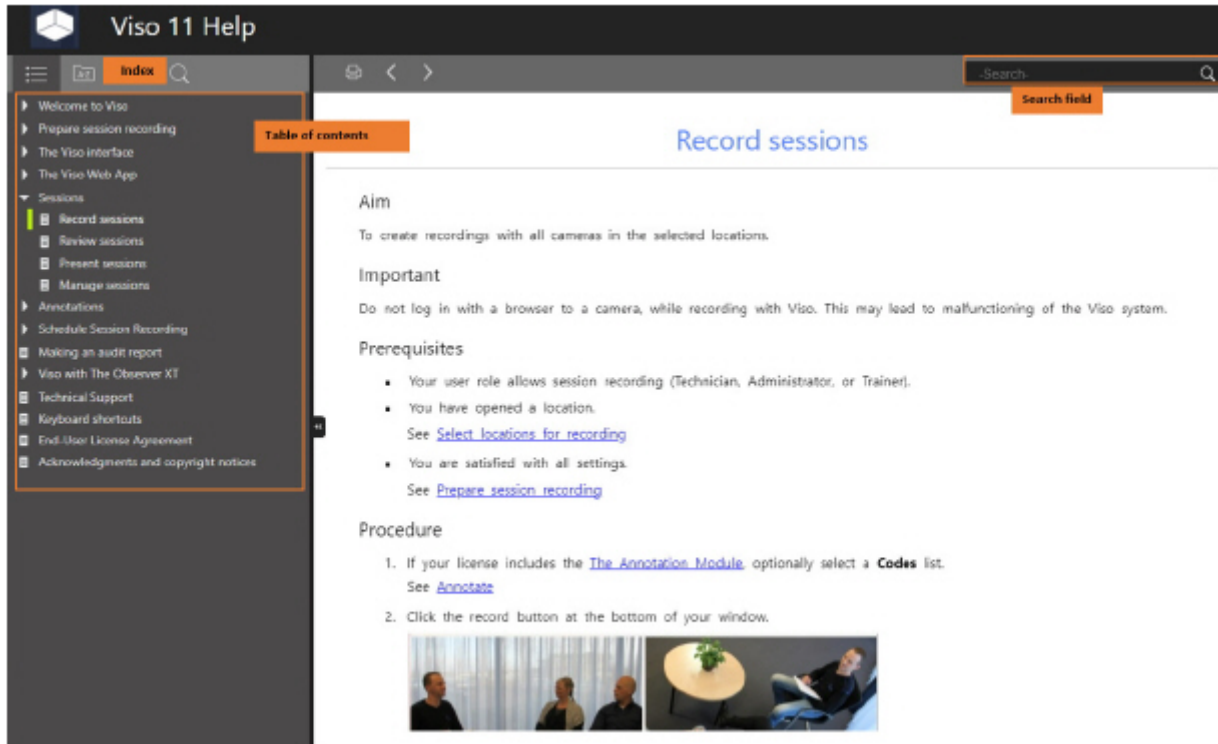 Viso 11 Help
Index
-Search-
Search field
Table of contents
Welcome to Viso
Prepare session recording
The Viso interface
The Viso Web App
Sessions
Record sessions
Review sessions
Present sessions
Manage sessions
Annotations
Schedule Session Recording
Making an audit report
Viso with The Observer XT
Technical Support
Keyboard shortcuts
End-User License Agreement
Acknowledgments and copyright notices
Record sessions
Aim
To create recordings with all cameras in the selected locations.
Important
Do not log in with a browser to a camera, while recording with Viso. This may lead to malfunctioning of the Viso system.
Prerequisites
▪ Your user role allows session recording (Technician, Administrator, or Trainer).
▪ You have opened a location.
See Select locations for recording
▪ You are satisfied with all settings.
See Prepare session recording
Procedure
1. If your license includes the The Annotation Module, optionally select a Codes list.
See Annotate
2. Click the record button at the bottom of your window.